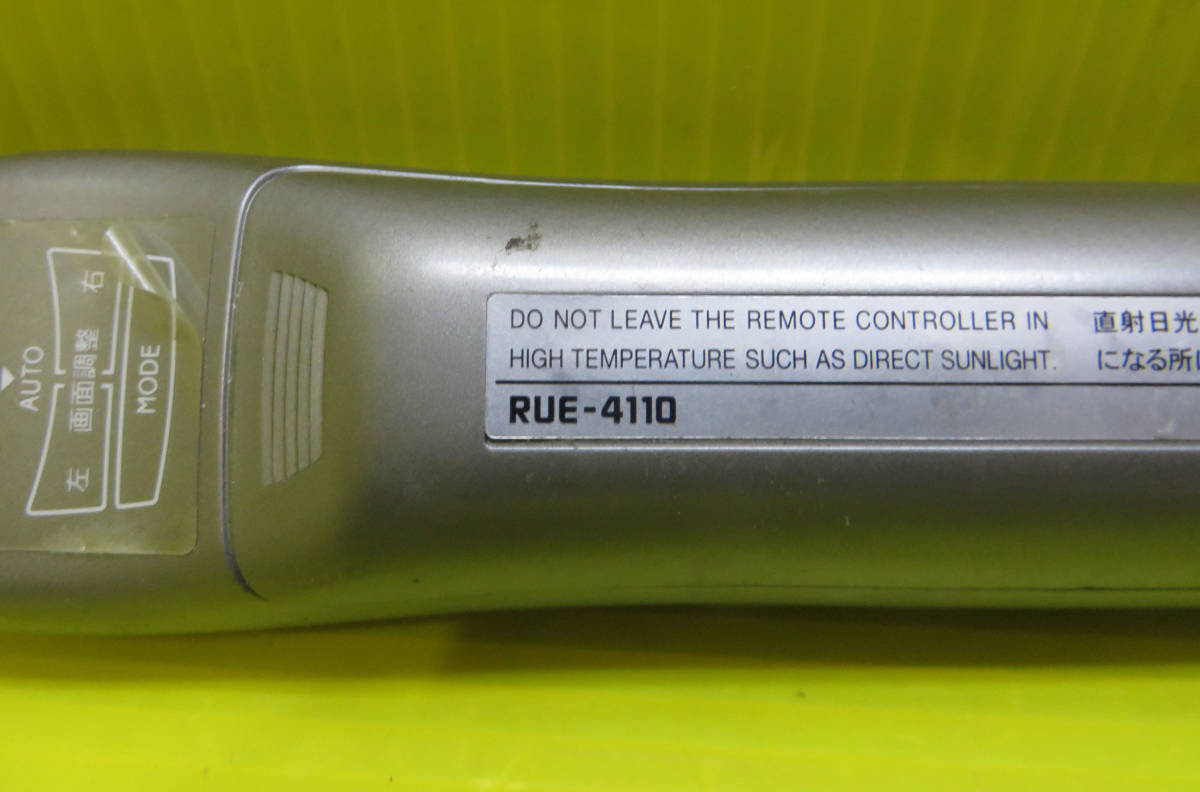 DO NOT LEAVE THE REMOTE CONTROLLER IN
HIGH TEMPERATURE SUCH AS DIRECT SUNLIGHT.
直射日光
になる所に
RUE-4110
AUTO
左 画面調整 右
MODE